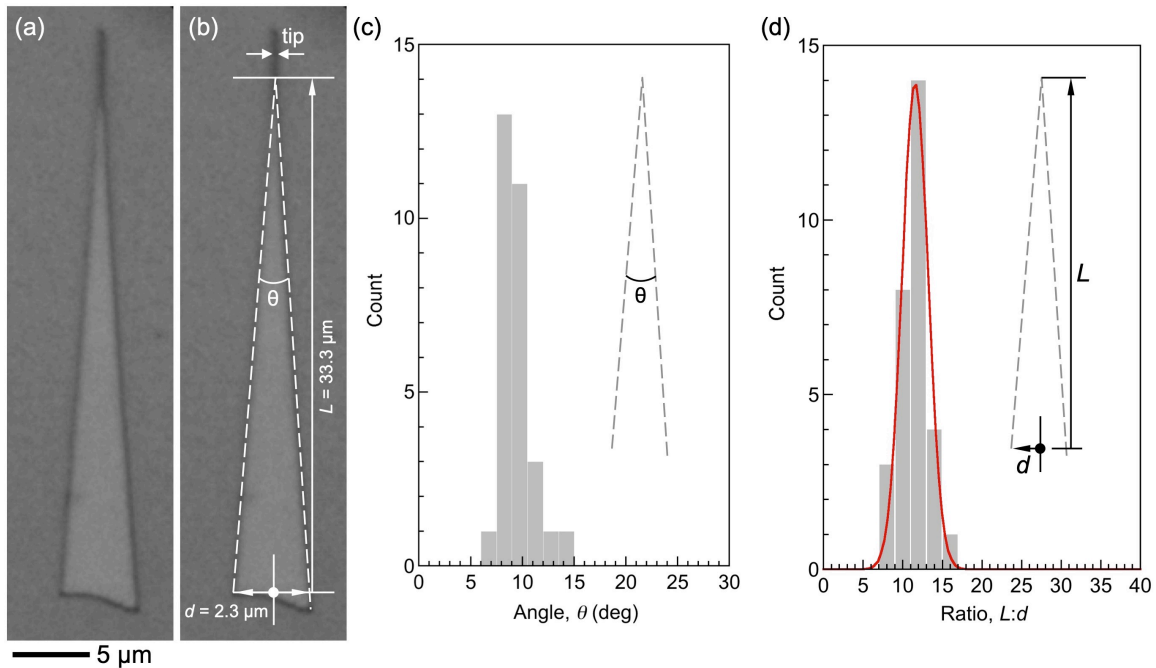 (a)
5 µm
(b)
tip
θ
L = 33.3 µm
d = 2.3 µm
(c)
15
10
5
0
Count
θ
0 5 10 15 20 25 30
Angle, θ (deg)
(d)
15
10
5
0
Count
L
d
0 5 10 15 20 25 30 35 40
Ratio, L:d